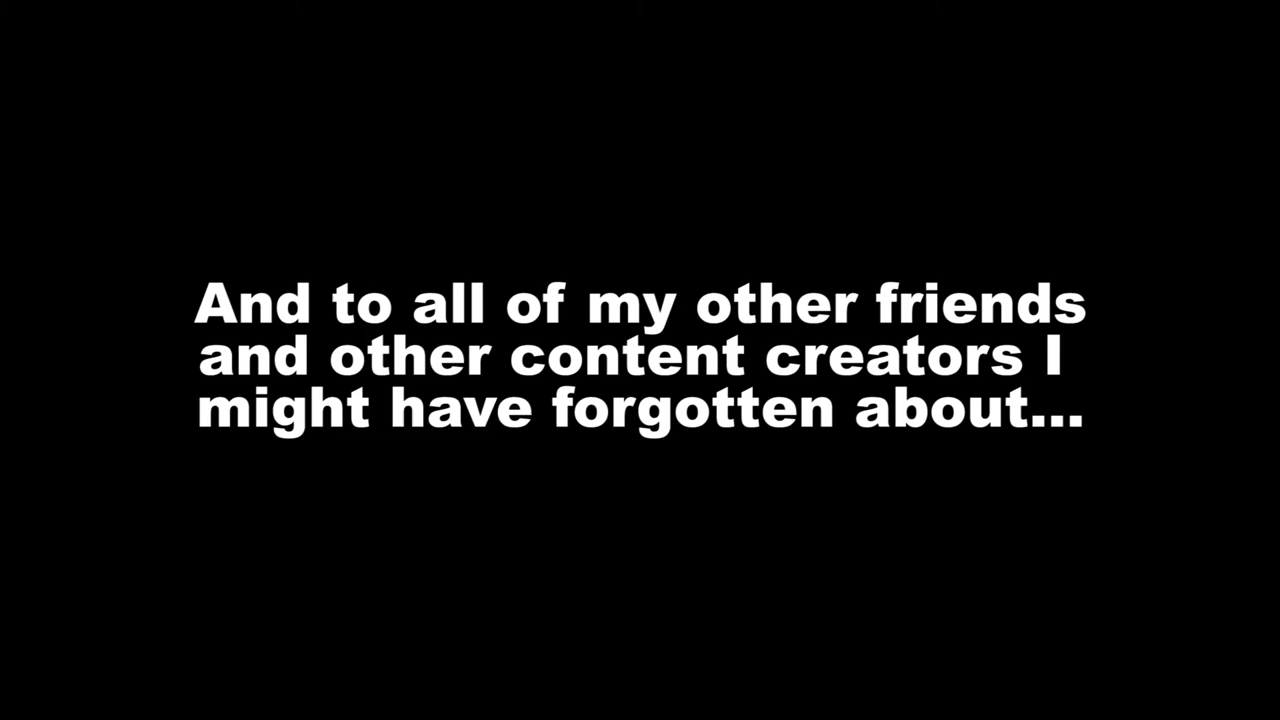 And to all of my other friends
and other content creators I
might have forgotten about...